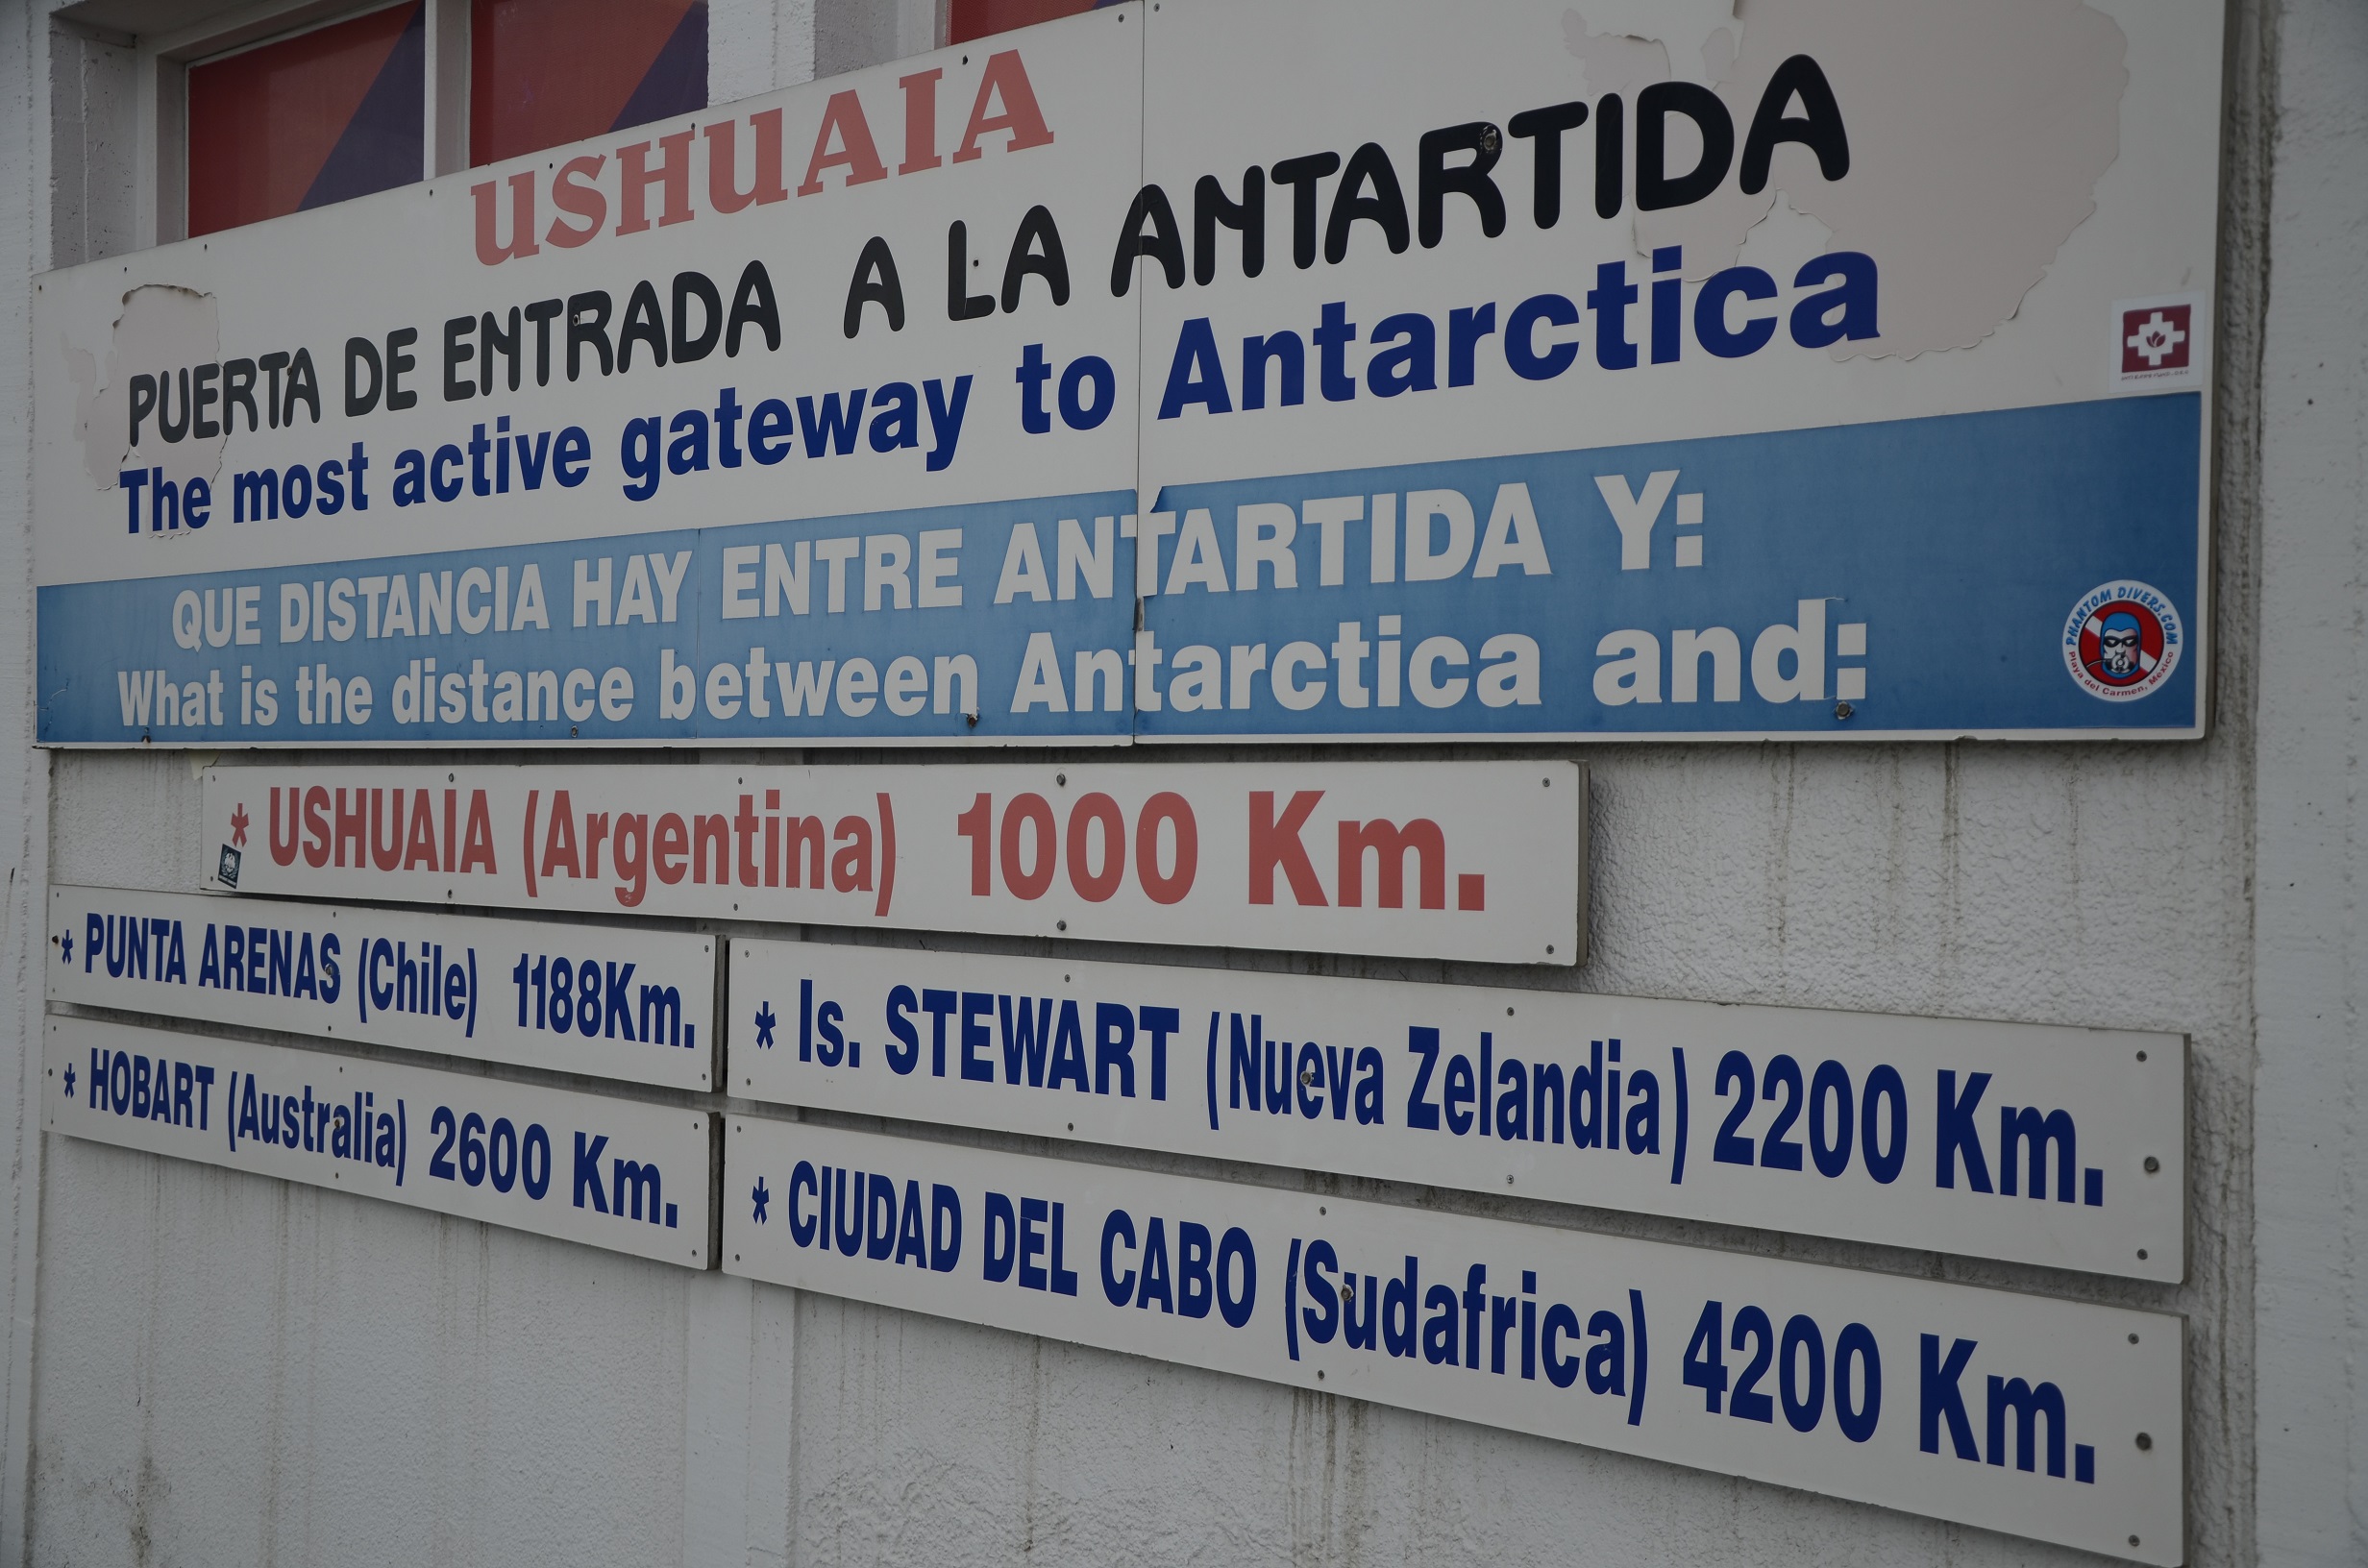 USHUAIA
PUERTA DE ENTRADA A LA ANTARTIDA
The most active gateway to Antarctica
QUE DISTANCIA HAY ENTRE ANTARTIDA Y:
What is the distance between Antarctica and:
PHANTOM DIVERS.COM
Playa del Carmen, Mexico
* USHUAIA (Argentina) 1000 Km.
* PUNTA ARENAS (Chile) 1188Km.
* Is. STEWART (Nueva Zelandia) 2200 Km.
* HOBART (Australia) 2600 Km.
* CIUDAD DEL CABO (Sudafrica) 4200 Km.